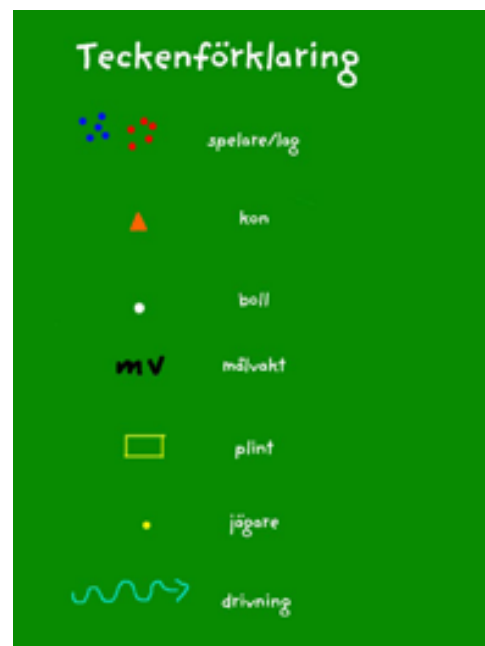 Teckenförklaring
spelare/lag
kon
boll
mv målvakt
plint
jägare
drivning